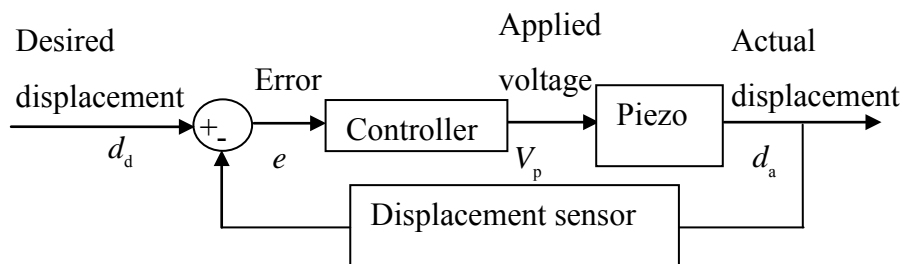 Desired
displacement
d_d
+
-
Error
e
Controller
Applied
voltage
V_p
Piezo
Actual
displacement
d_a
Displacement sensor